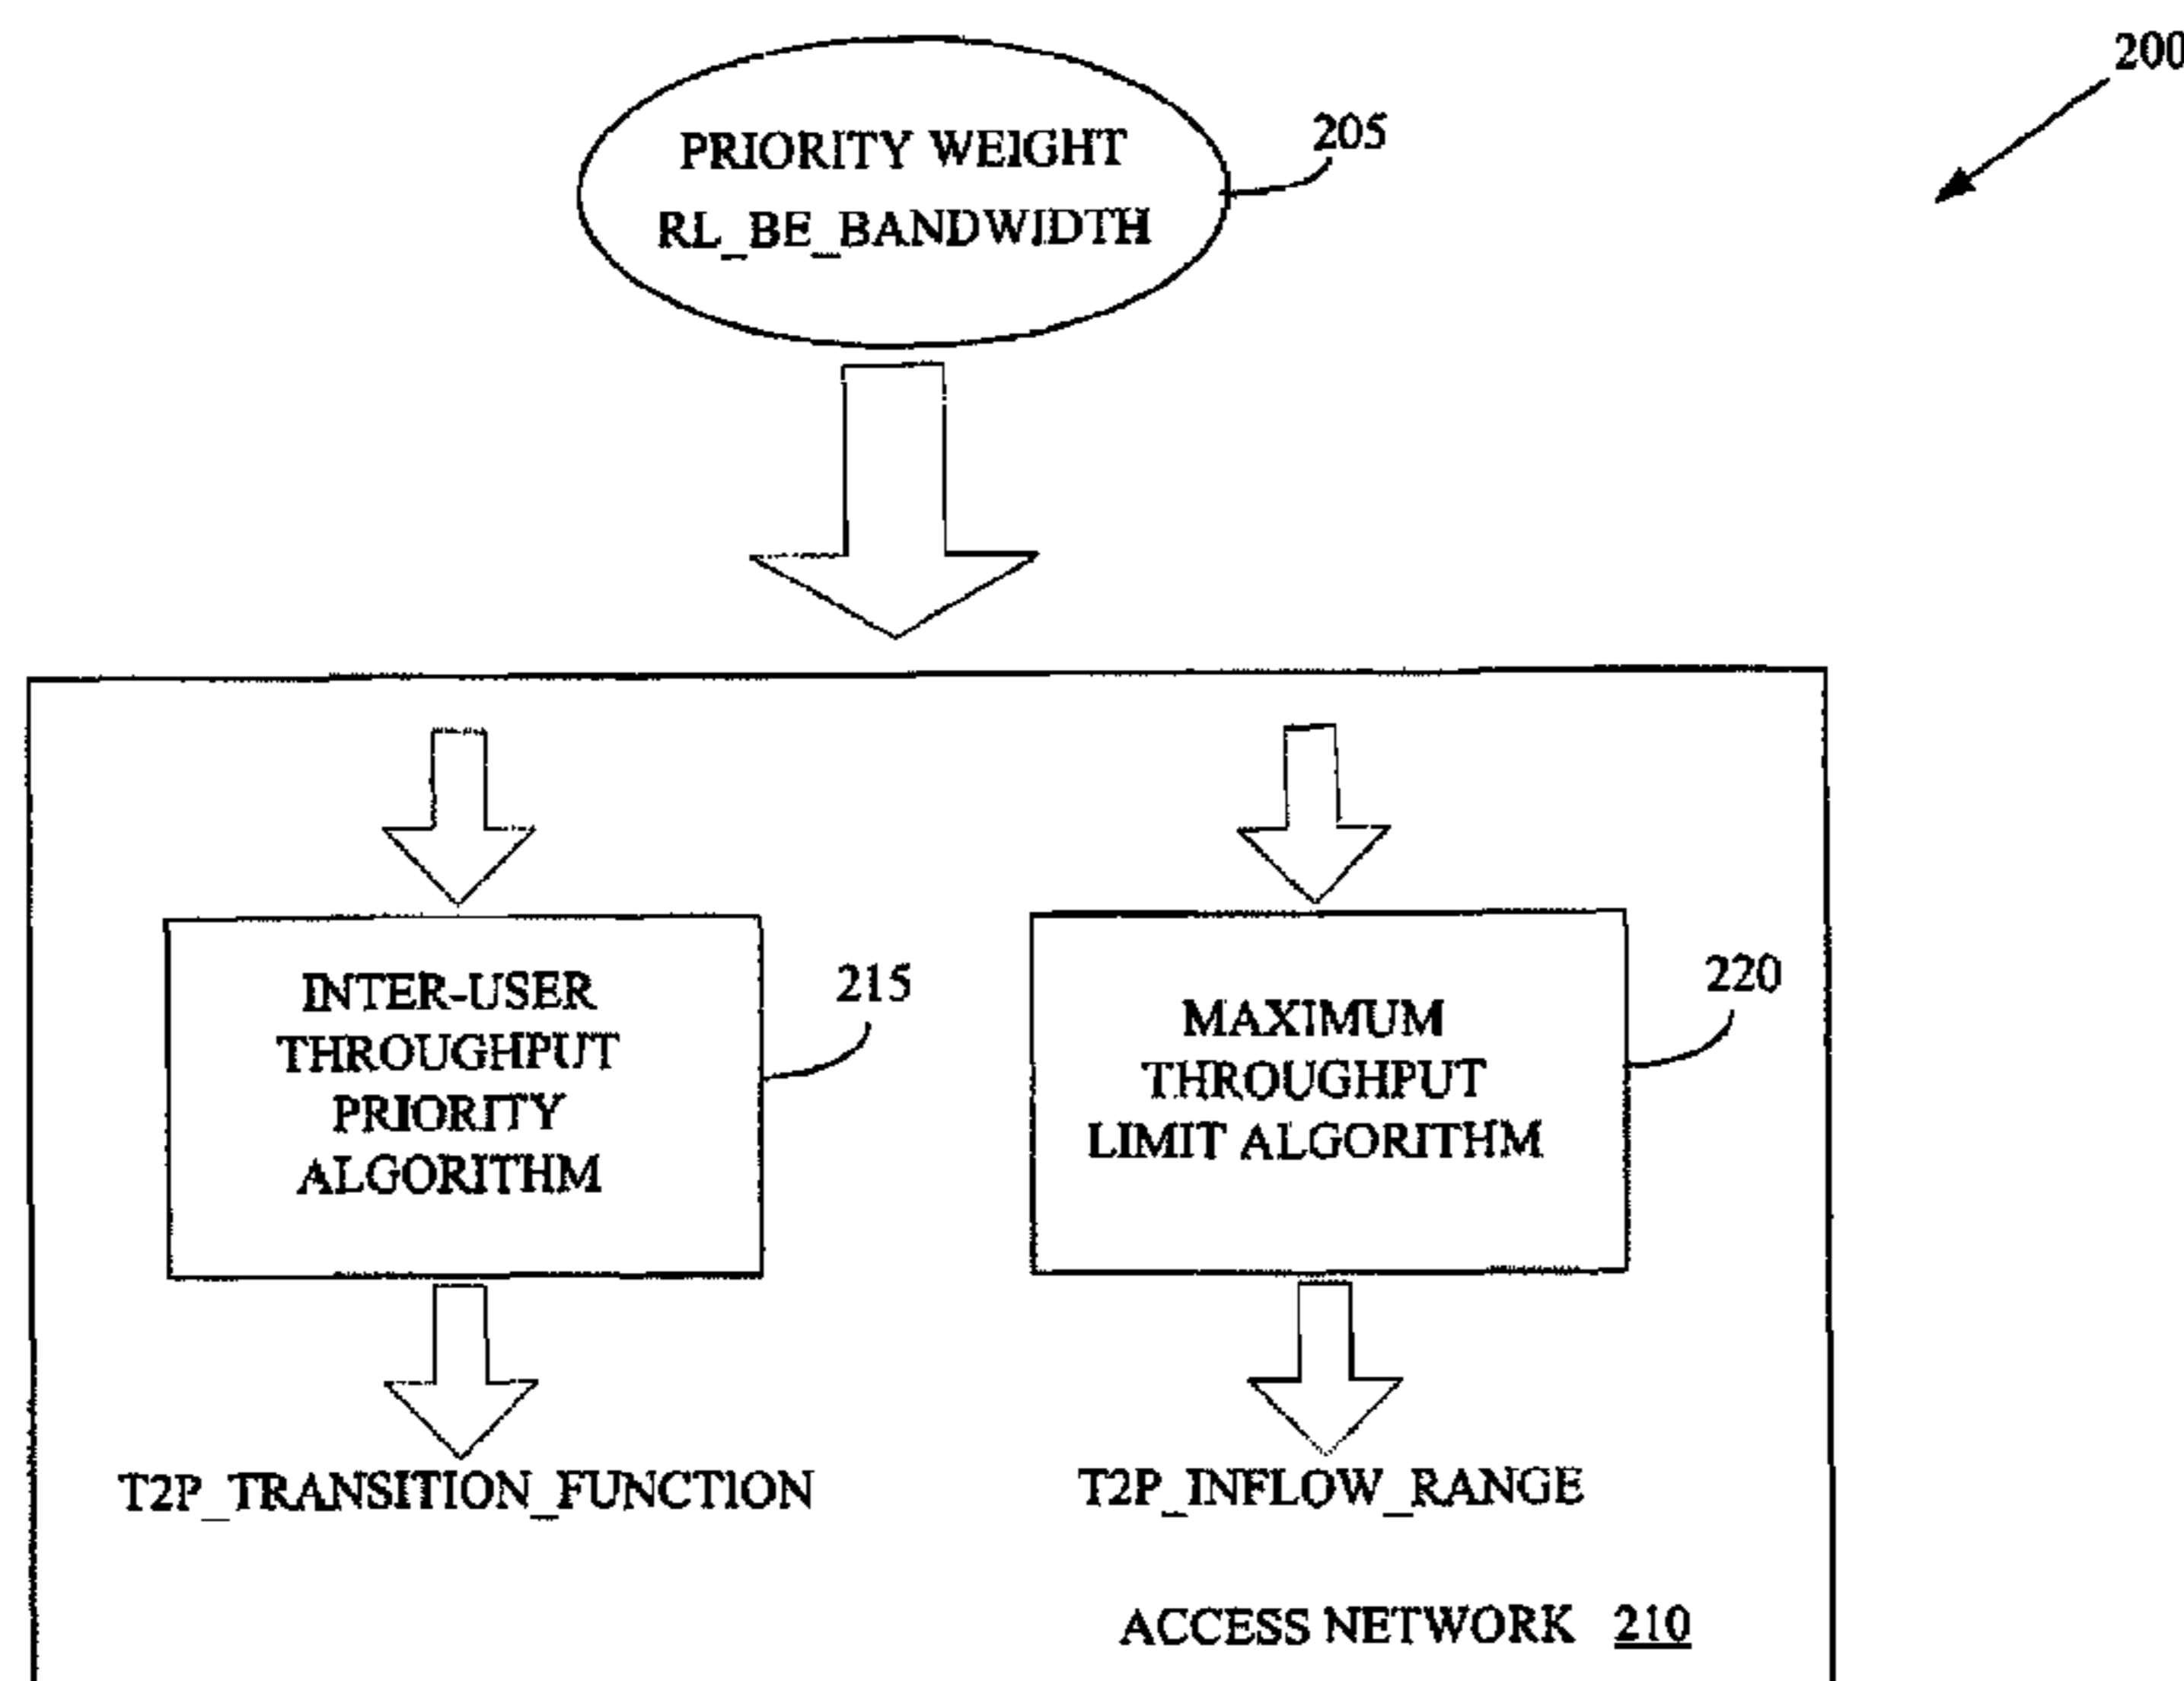 200
PRIORITY WEIGHT
RL_BE_BANDWIDTH
205
INTER-USER
THROUGHPUT
PRIORITY
ALGORITHM
215
MAXIMUM
THROUGHPUT
LIMIT ALGORITHM
220
T2P_TRANSITION_FUNCTION
T2P_INFLOW_RANGE
ACCESS NETWORK 210